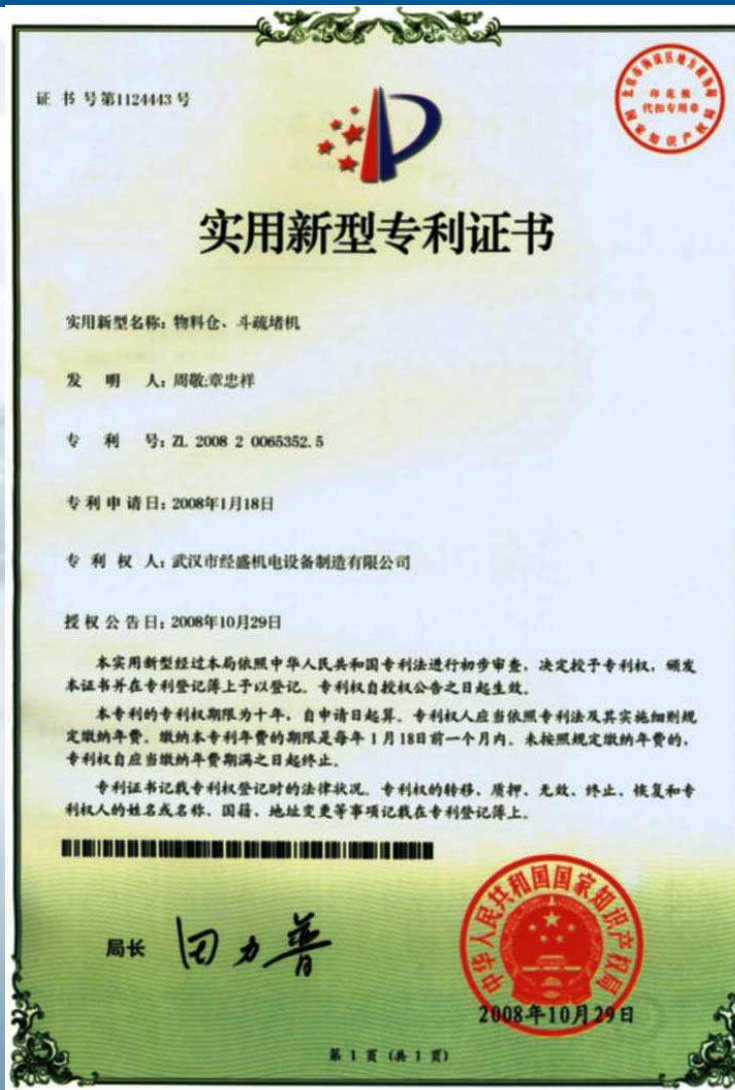 证书号第1124443号
印花税
代扣专用章
国家知识产权局
实用新型专利证书
实用新型名称：物料仓、斗疏堵机
发明人：周敬;章忠祥
专利号：ZL 2008 2 0065352.5
专利申请日：2008年1月18日
专利权人：武汉市经盛机电设备制造有限公司
授权公告日：2008年10月29日
本实用新型经过本局依照中华人民共和国专利法进行初步审查，决定授予专利权，颁发
本证书并在专利登记簿上予以登记。专利权自授权公告之日起生效。
本专利的专利权期限为十年，自申请日起算。专利权人应当依照专利法及其实施细则规
定缴纳年费。缴纳本专利年费的期限是每年1月18日前一个月内。未按照规定缴纳年费的，
专利权自应当缴纳年费期满之日起终止。
专利证书记载专利权登记时的法律状况。专利权的转移、质押、无效、终止、恢复和专
利权人的姓名或名称、国籍、地址变更等事项记载在专利登记簿上。
局长 田力普
中华人民共和国国家知识产权局
2008年10月29日
第1页（共1页）